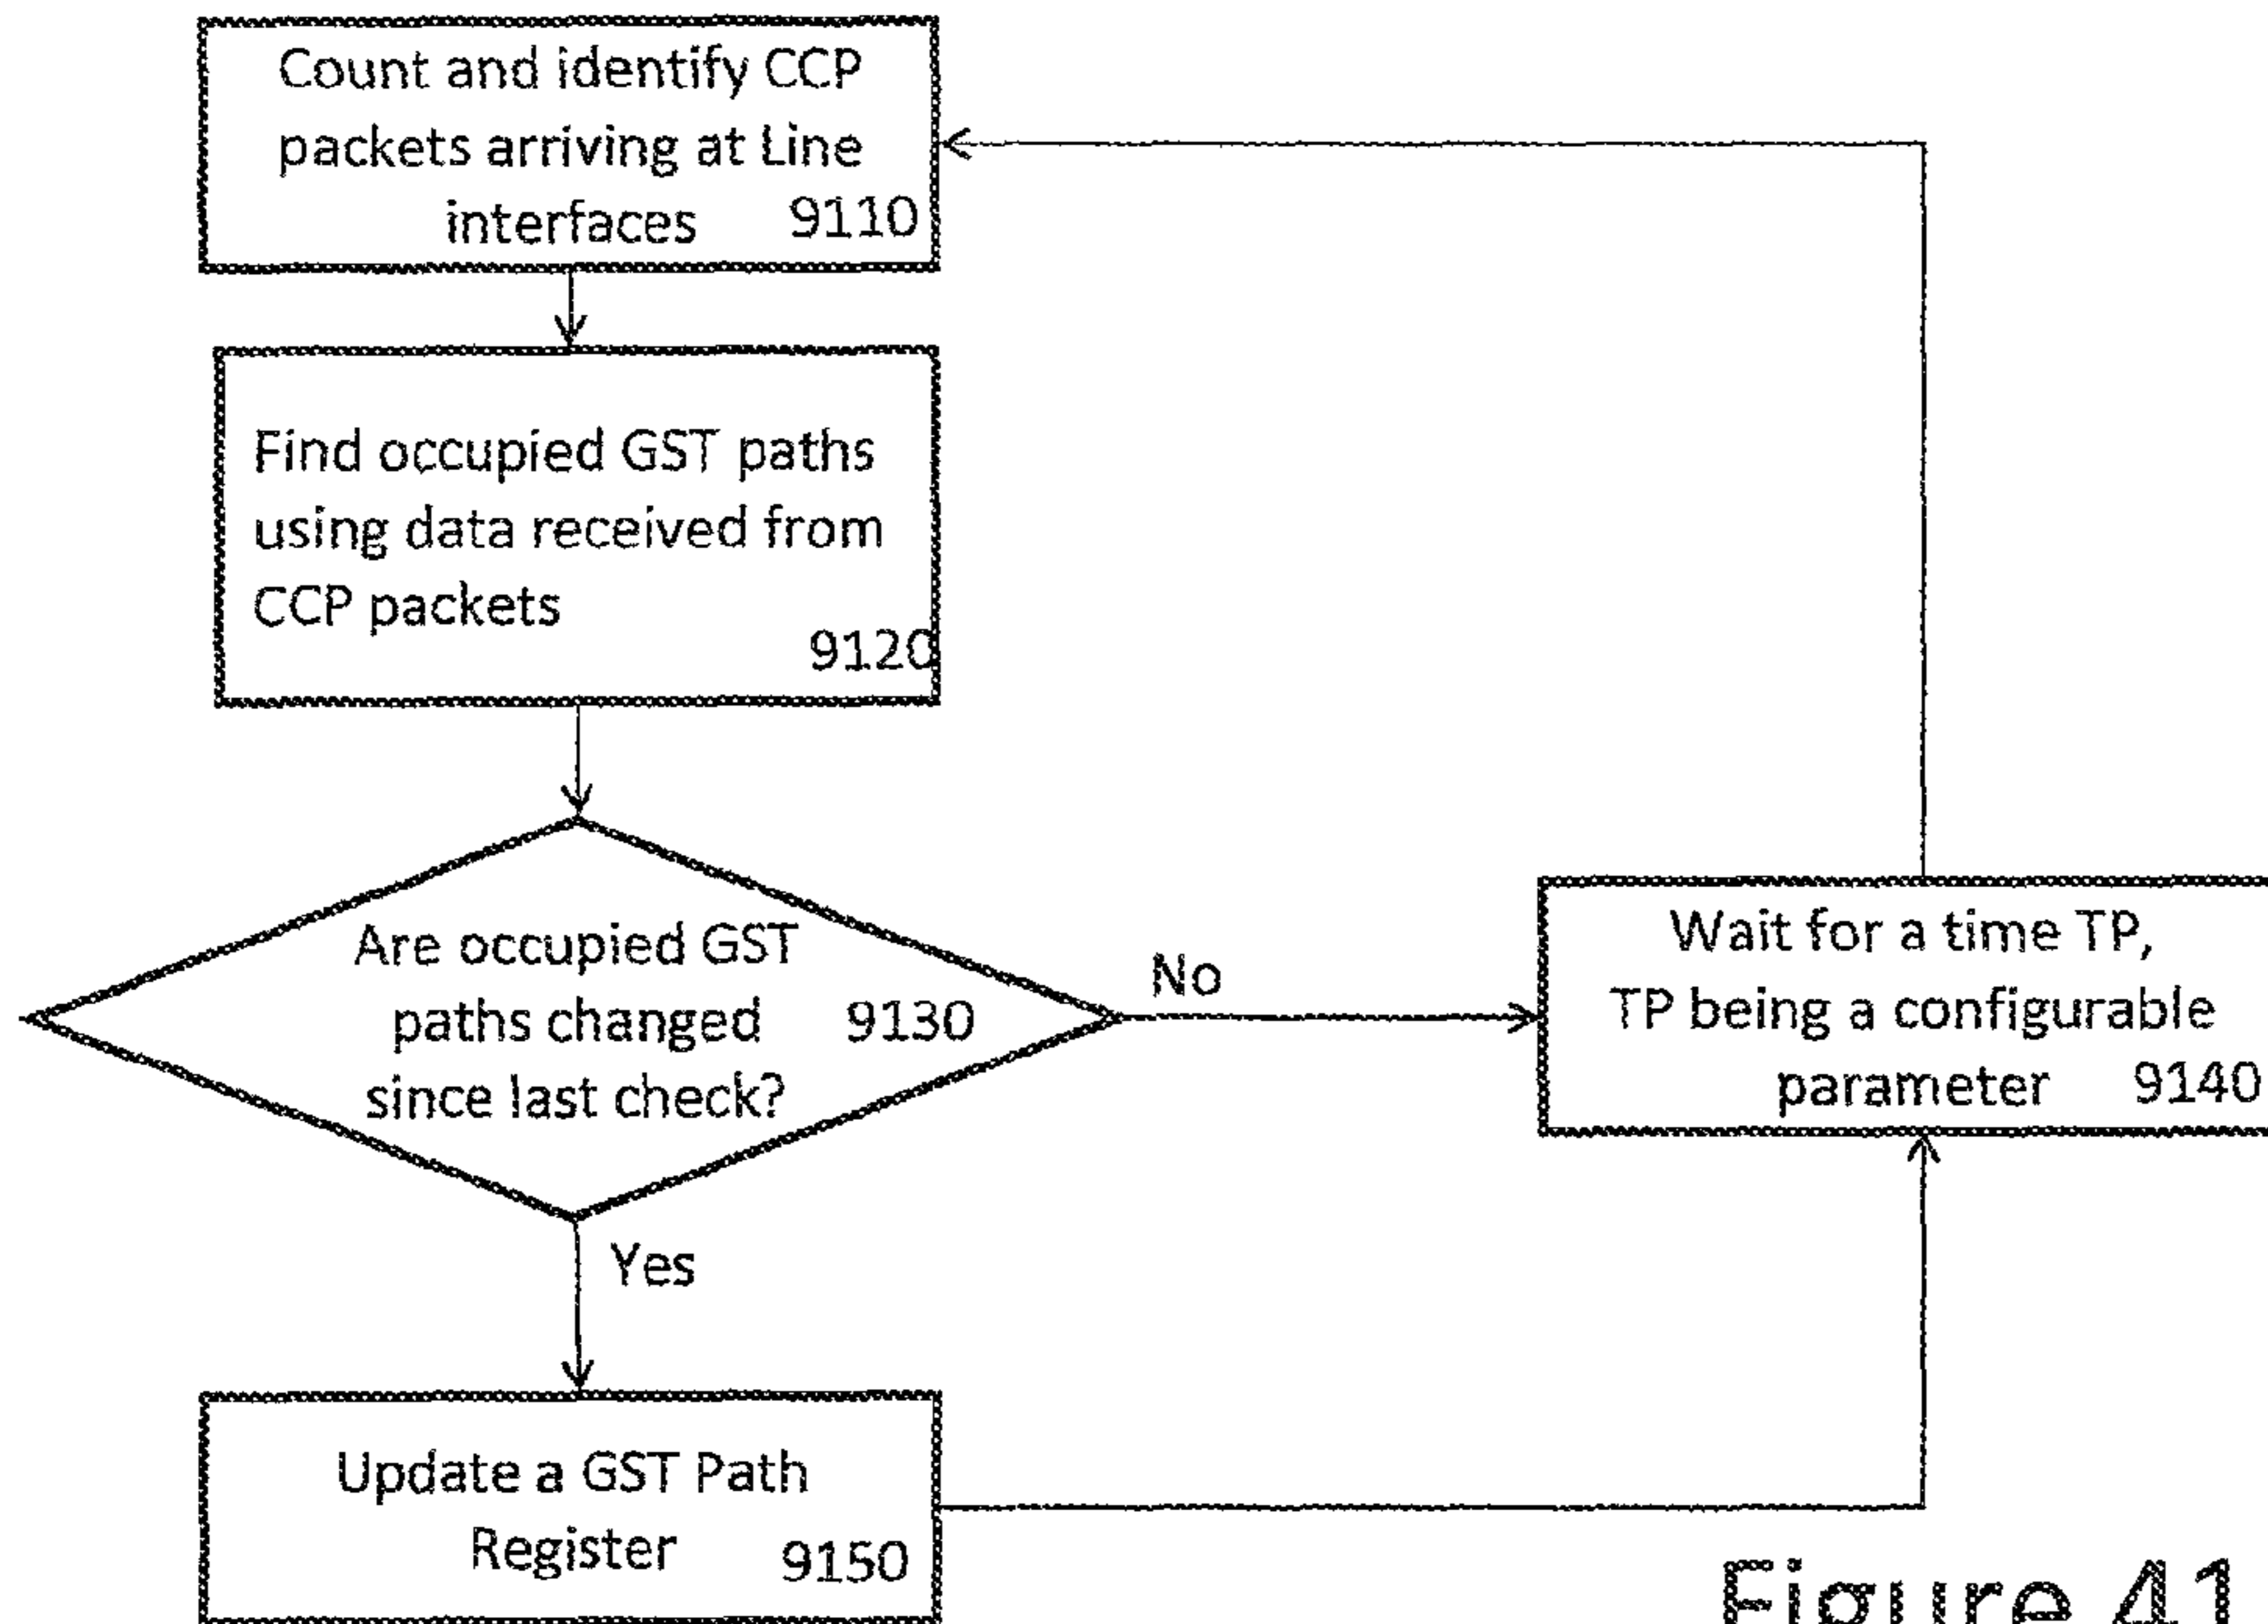 Count and identify CCP
packets arriving at Line
interfaces 9110
Find occupied GST paths
using data received from
CCP packets
9120
Are occupied GST
paths changed 9130
since last check?
No
Wait for a time TP,
TP being a configurable
parameter 9140
Yes
Update a GST Path
Register 9150
Figure 41